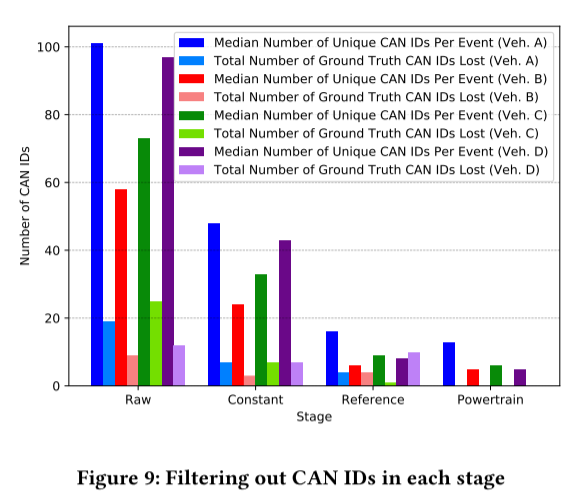 100
80
60
40
20
0
Number of CAN IDs
Median Number of Unique CAN IDs Per Event (Veh. A)
Total Number of Ground Truth CAN IDs Lost (Veh. A)
Median Number of Unique CAN IDs Per Event (Veh. B)
Total Number of Ground Truth CAN IDs Lost (Veh. B)
Median Number of Unique CAN IDs Per Event (Veh. C)
Total Number of Ground Truth CAN IDs Lost (Veh. C)
Median Number of Unique CAN IDs Per Event (Veh. D)
Total Number of Ground Truth CAN IDs Lost (Veh. D)
Raw Constant Reference Powertrain
Stage
Figure 9: Filtering out CAN IDs in each stage